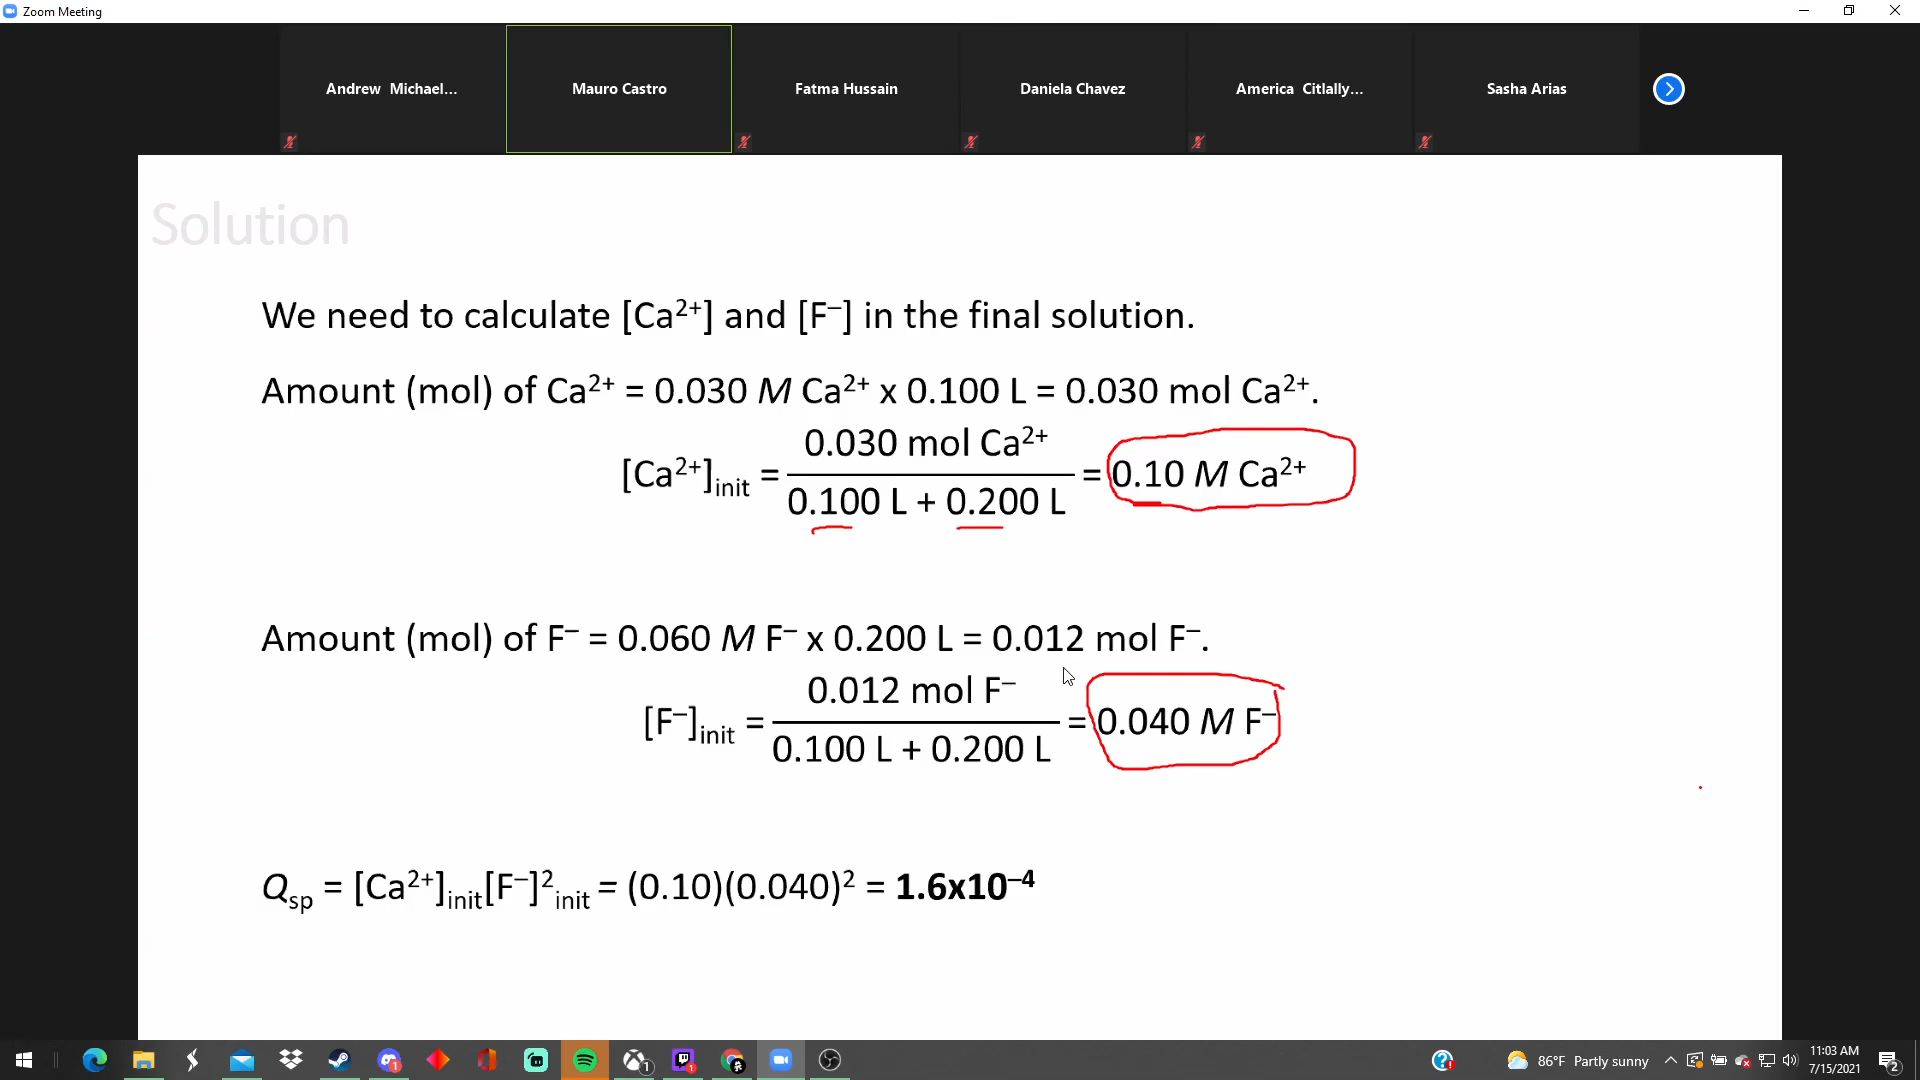 Zoom Meeting
Andrew Michael...
Mauro Castro
Fatma Hussain
Daniela Chavez
America Citlally...
Sasha Arias
Solution
We need to calculate [Ca²⁺] and [F⁻] in the final solution.
Amount (mol) of Ca²⁺ = 0.030 M Ca²⁺ x 0.100 L = 0.030 mol Ca²⁺.
[Ca²⁺]init = 0.030 mol Ca²⁺ / 0.100 L + 0.200 L = 0.10 M Ca²⁺
Amount (mol) of F⁻ = 0.060 M F⁻ x 0.200 L = 0.012 mol F⁻.
[F⁻]init = 0.012 mol F⁻ / 0.100 L + 0.200 L = 0.040 M F⁻
Qsp = [Ca²⁺]init[F⁻]²init = (0.10)(0.040)² = 1.6x10⁻⁴
86°F Partly sunny
11:03 AM
7/15/2021